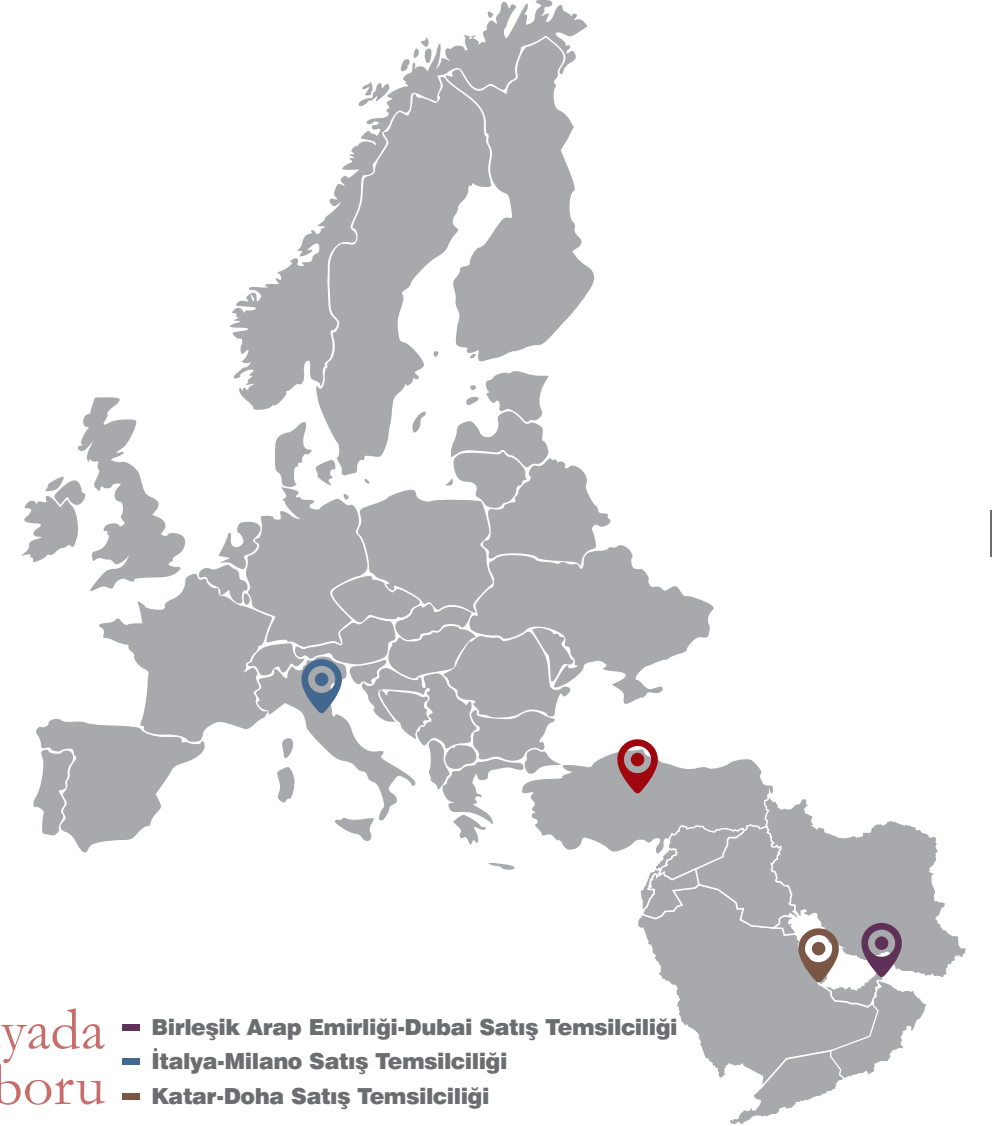 yada
boru
Birleşik Arap Emirliği-Dubai Satış Temsilciliği
İtalya-Milano Satış Temsilciliği
Katar-Doha Satış Temsilciliği